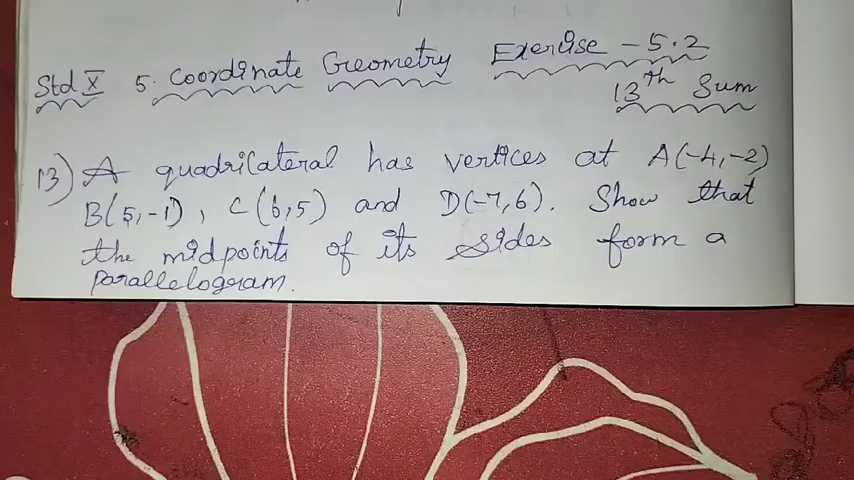 Std X 5. Coordinate Geometry Exercise - 5.2
13th Sum
13) A quadrilateral has vertices at A(-4,-2)
B(5,-1), C(6,5) and D(-7,6). Show that
the midpoints of its sides form a
parallelogram.